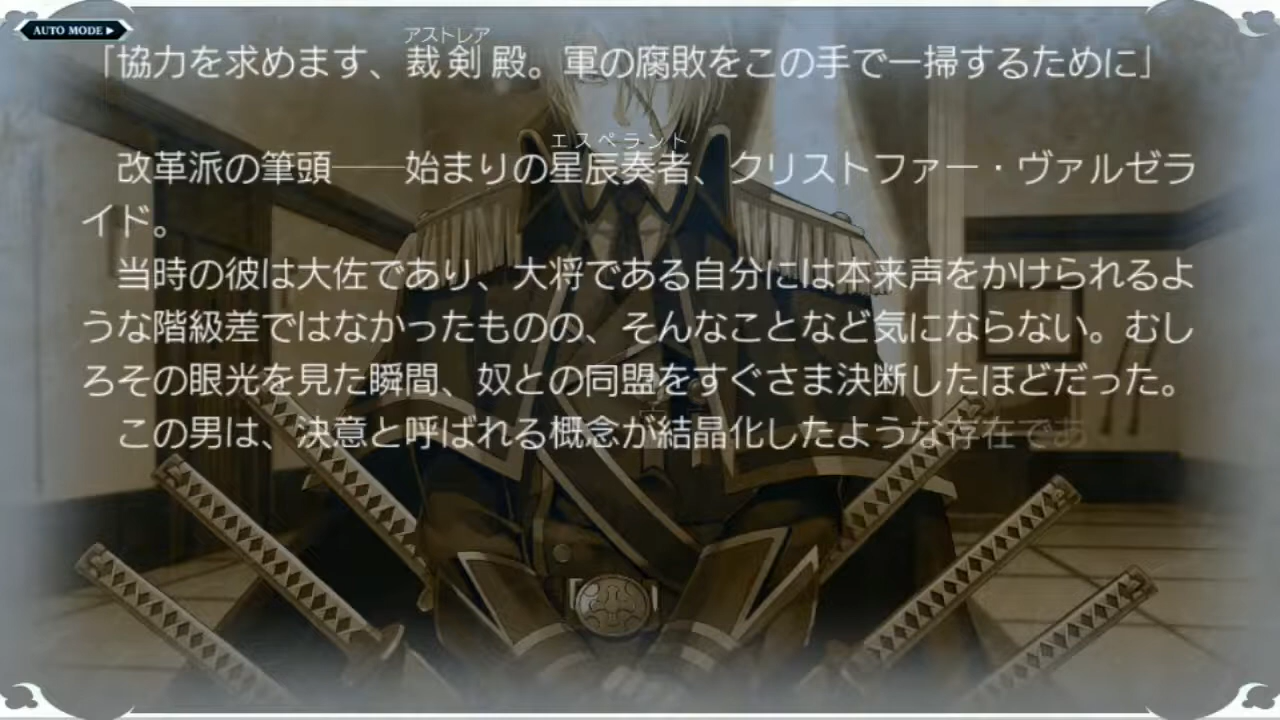 AUTO MODE
アストレア
「協力を求めます、裁剣殿。軍の腐敗をこの手で一掃するために」
エスペラント
改革派の筆頭――始まりの星辰奏者、クリストファー・ヴァルゼラ
イド。
当時の彼は大佐であり、大将である自分には本来声をかけられるよ
うな階級差ではなかったものの、そんなことなど気にならない。むし
ろその眼光を見た瞬間、奴との同盟をすぐさま決断したほどだった。
この男は、決意と呼ばれる概念が結晶化したような存在であ